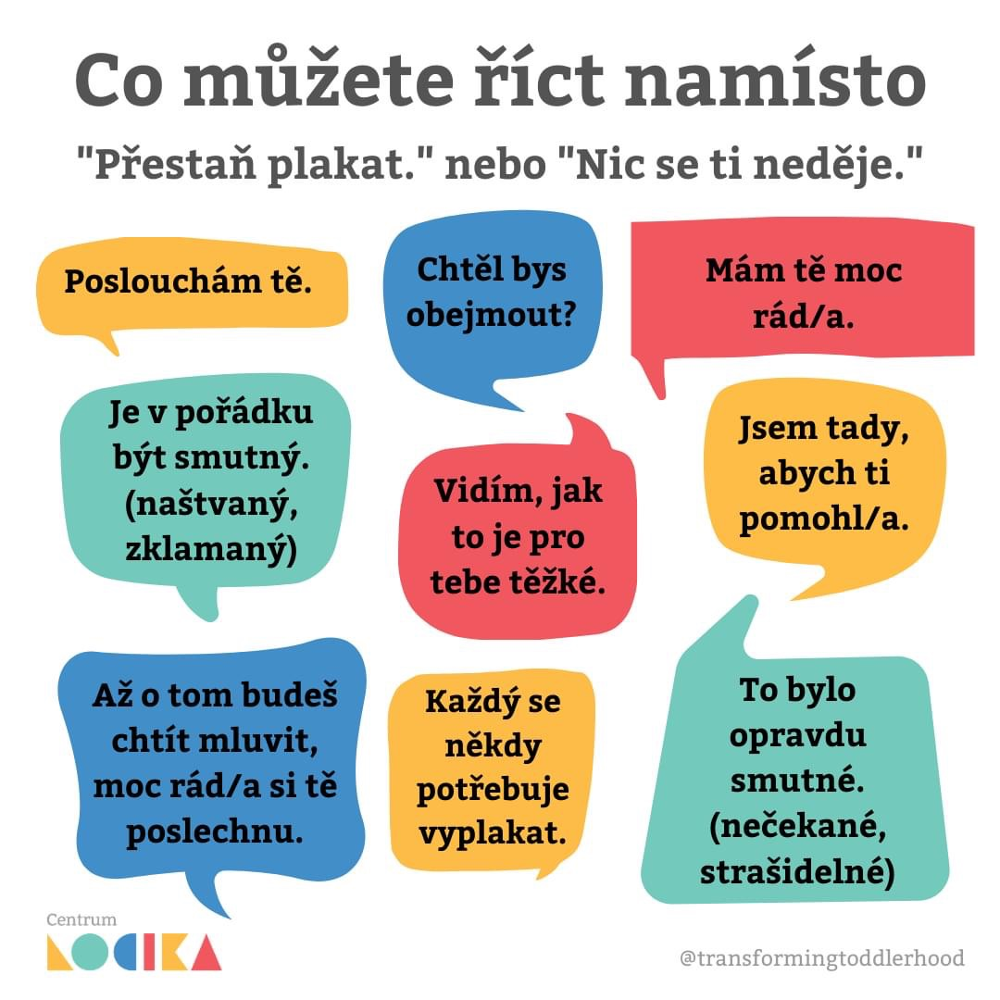 Co můžete říct namísto
"Přestaň plakat." nebo "Nic se ti neděje."
Poslouchám tě.
Chtěl bys
obejmout?
Mám tě moc
rád/a.
Je v pořádku
být smutný.
(naštvaný,
zklamaný)
Vidím, jak
to je pro
tebe těžké.
Jsem tady,
abych ti
pomohl/a.
Až o tom budeš
chtít mluvit,
moc rád/a si tě
poslechnu.
Každý se
někdy
potřebuje
vyplakat.
To bylo
opravdu
smutné.
(nečekané,
strašidelné)
Centrum
LOCIKA
@transformingtoddlerhood